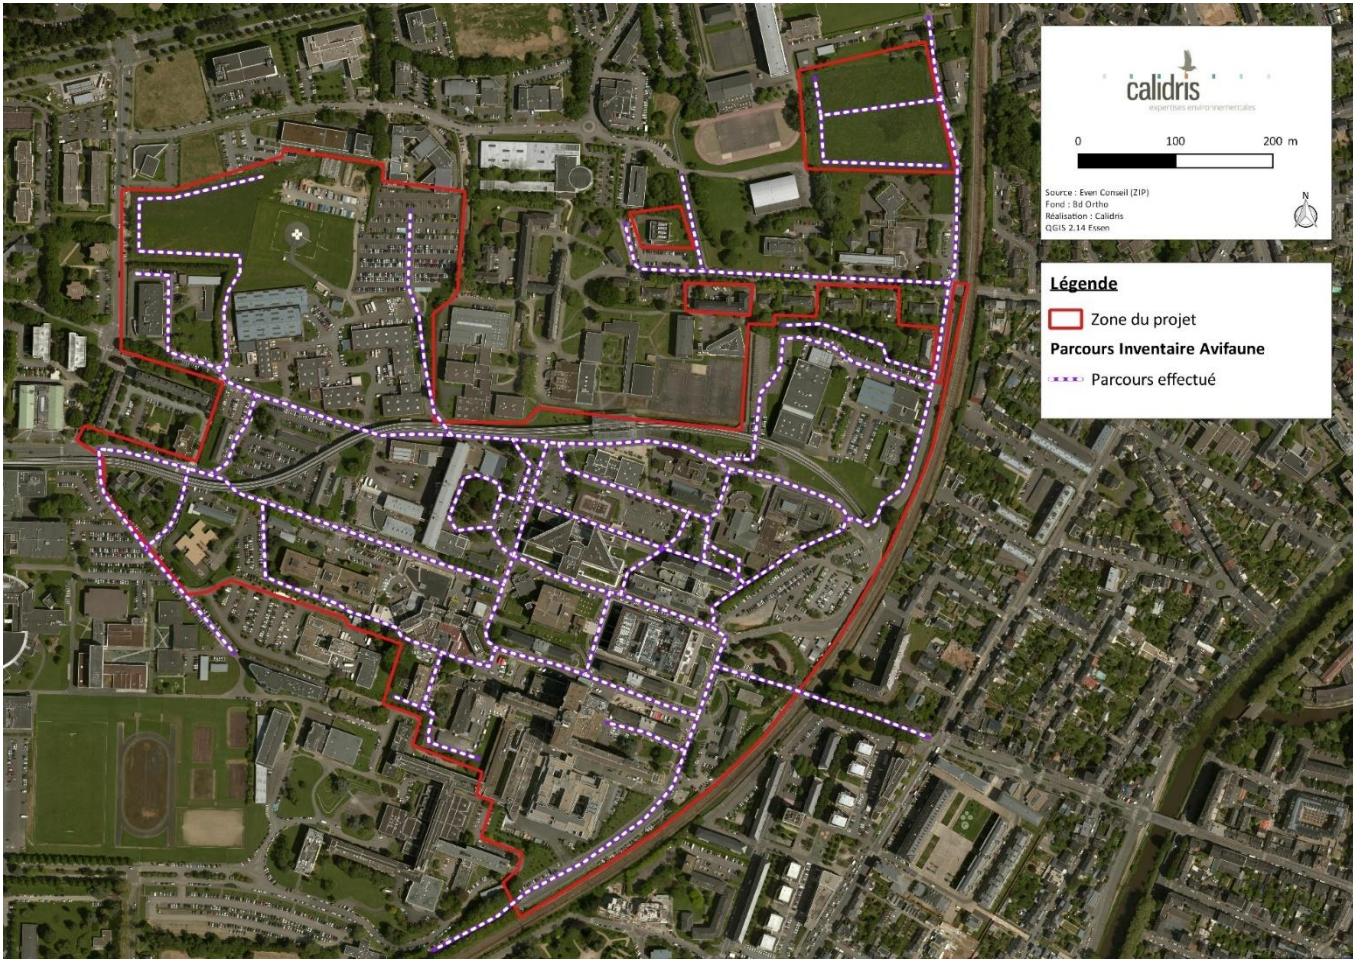 calidris
expertises environnementales
0 100 200 m
Source : Even Conseil (ZIP)
Fond : Bd Ortho
Réalisation : Calidris
QGIS 2.14 Essen
N
Légende
Zone du projet
Parcours Inventaire Avifaune
Parcours effectué